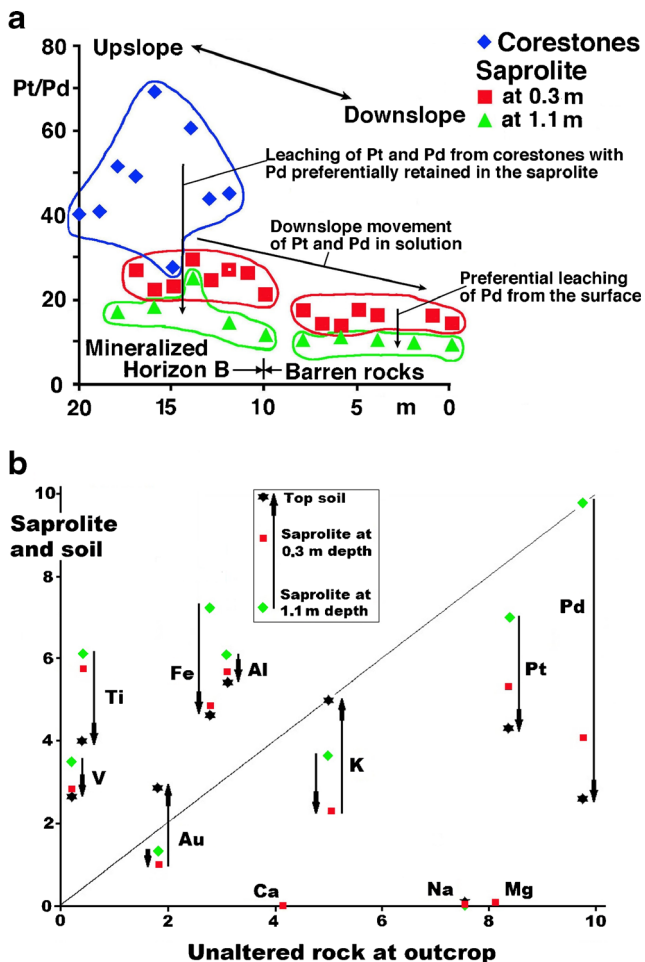 a
80
Upslope
Corestones
Pt/Pd
Saprolite
at 0.3 m
60
Downslope
at 1.1 m
Leaching of Pt and Pd from corestones with
Pd preferentially retained in the saprolite
40
Downslope movement
of Pt and Pd in solution
Preferential leaching
of Pd from the surface
20
Mineralized
Horizon B
Barren rocks
0
20
15
10
5
m
0
b
10
Top soil
Saprolite
and soil
Saprolite at
0.3 m depth
8
Saprolite at
1.1 m depth
Pd
6
Fe
Al
Pt
Ti
4
K
V
2
Au
Ca
Na
Mg
0
0
2
4
6
8
10
Unaltered rock at outcrop